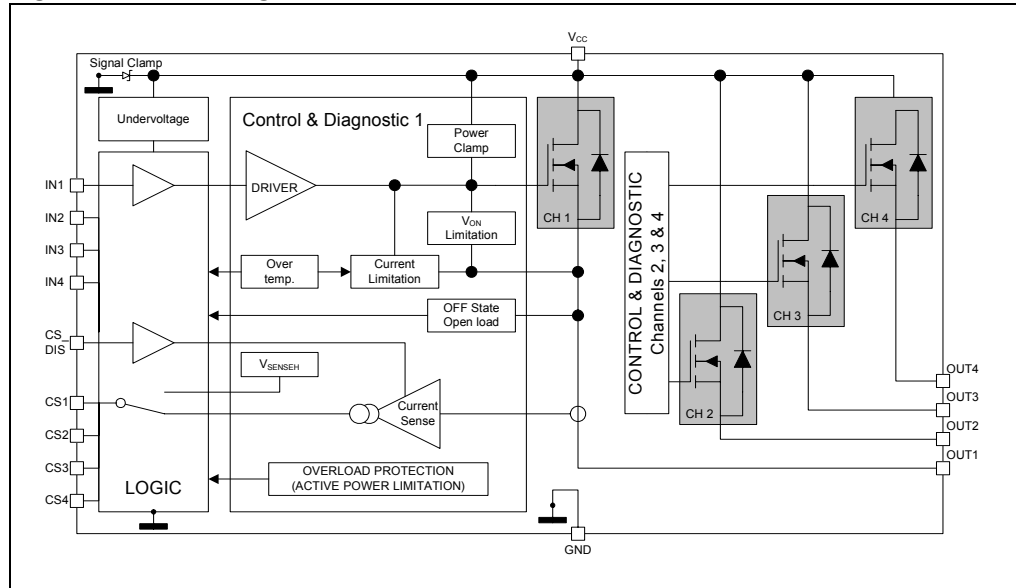 VCC
Signal Clamp
Undervoltage
Control & Diagnostic 1
Power
Clamp
IN1
DRIVER
CH 1
CH 4
IN2
VON
Limitation
IN3
Over
temp.
Current
Limitation
IN4
OFF State
Open load
CONTROL & DIAGNOSTIC
Channels 2, 3 & 4
CH 3
CS_
DIS
VSENSEH
CS1
Current
Sense
CH 2
OUT4
OUT3
CS2
OUT2
CS3
OVERLOAD PROTECTION
(ACTIVE POWER LIMITATION)
OUT1
LOGIC
CS4
GND